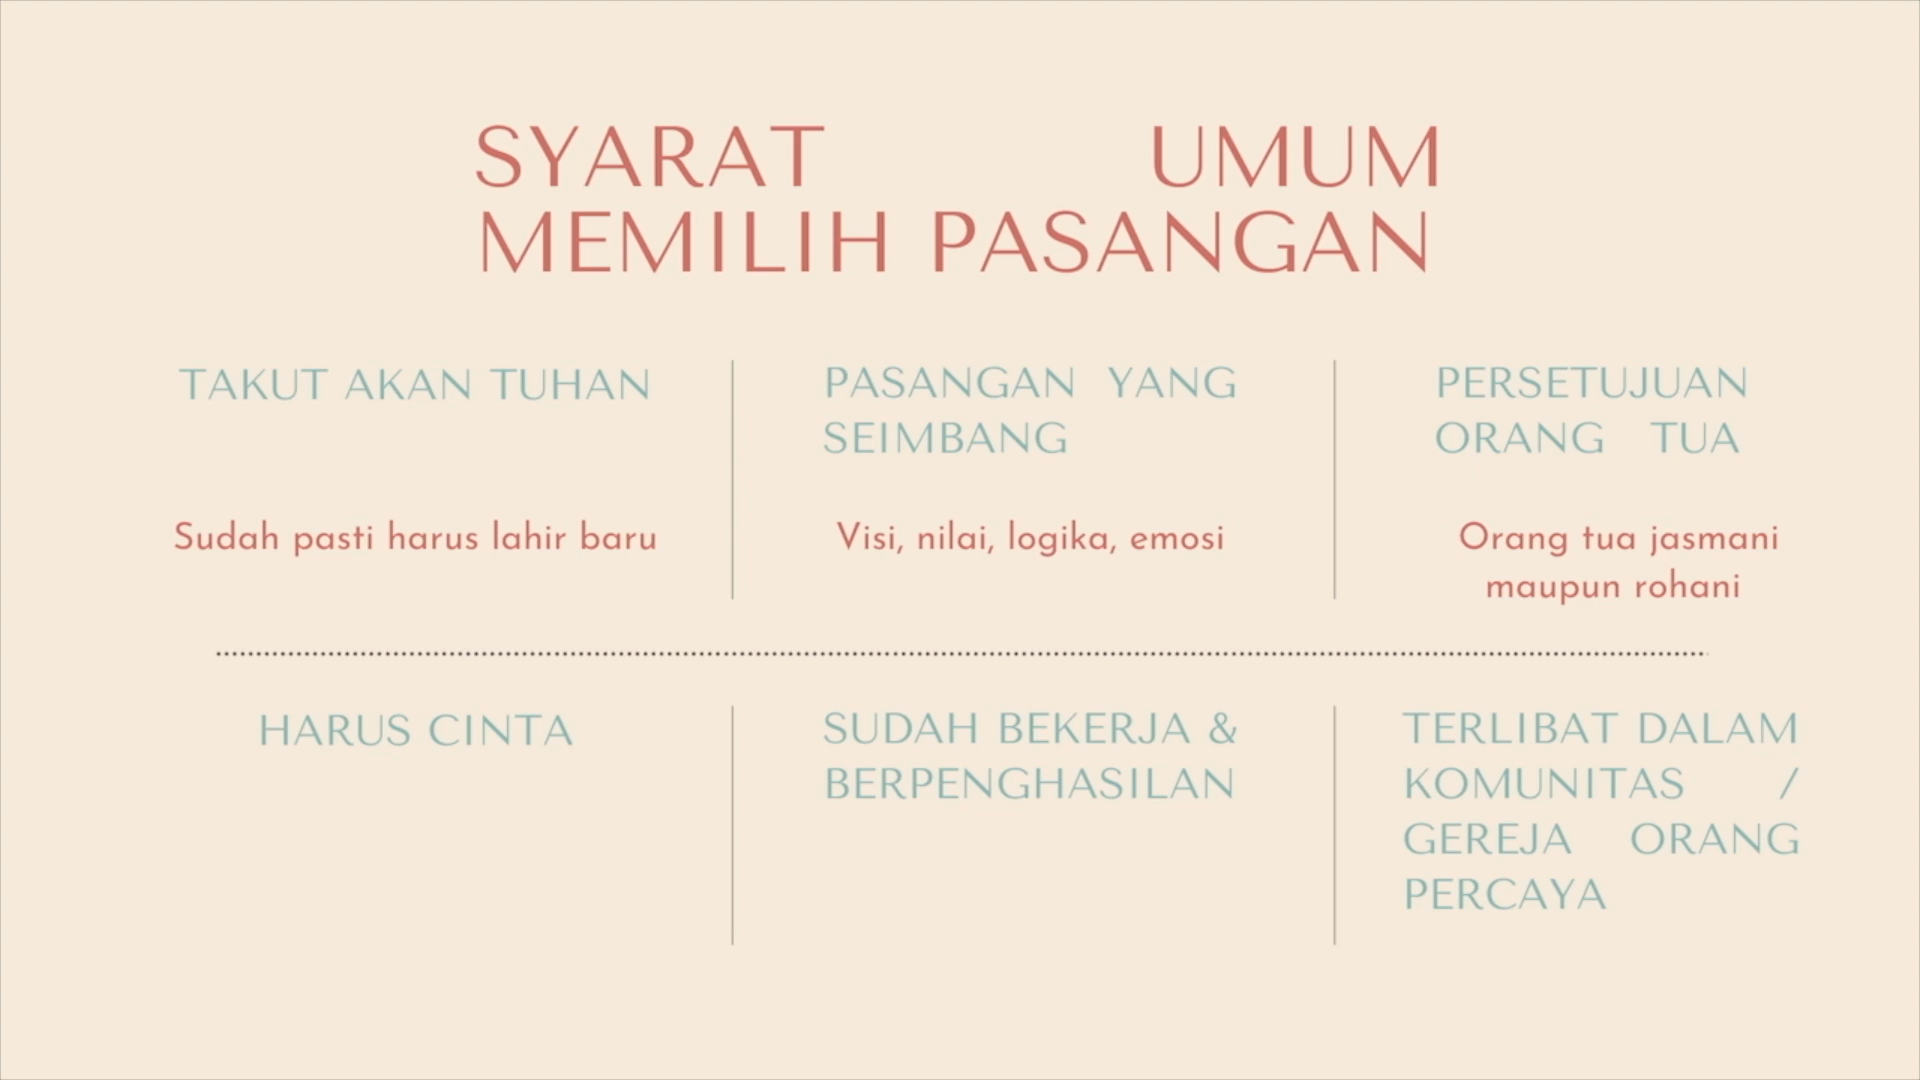 SYARAT UMUM
MEMILIH PASANGAN
TAKUT AKAN TUHAN
Sudah pasti harus lahir baru
PASANGAN YANG
SEIMBANG
Visi, nilai, logika, emosi
PERSETUJUAN
ORANG TUA
Orang tua jasmani
maupun rohani
HARUS CINTA
SUDAH BEKERJA &
BERPENGHASILAN
TERLIBAT DALAM
KOMUNITAS /
GEREJA ORANG
PERCAYA